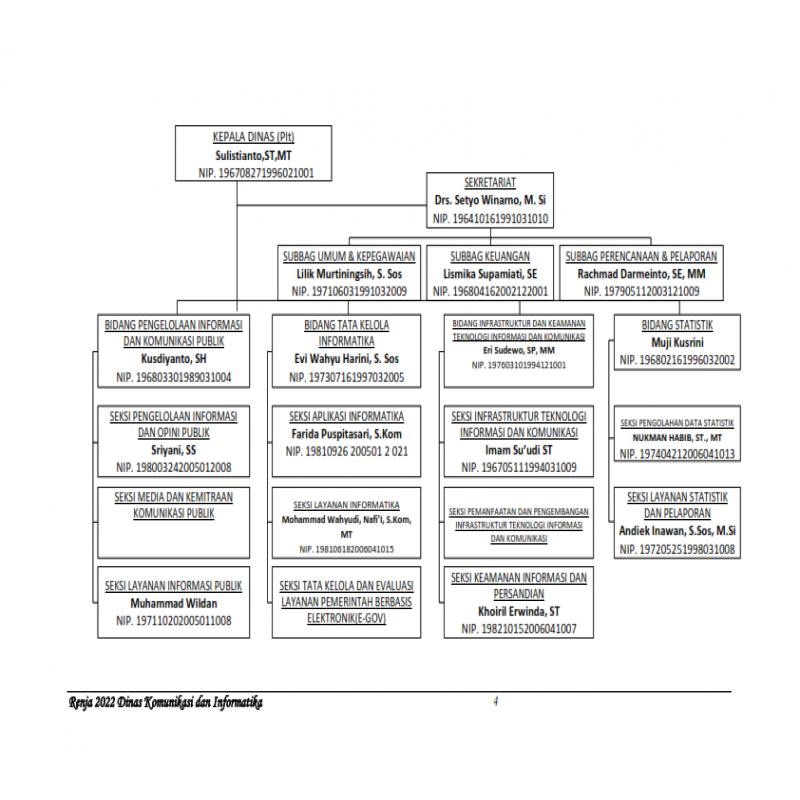 KEPALA DINAS (Plt)
Sulistianto,ST,MT
NIP. 196708271996021001
SEKRETARIAT
Drs. Setyo Winarno, M. Si
NIP. 196410161991031010
SUBBAG UMUM & KEPEGAWAIAN
Lilik Murtiningsih, S. Sos
NIP. 197106031991032009
SUBBAG KEUANGAN
Lismika Supamiati, SE
NIP. 196804162002122001
SUBBAG PERENCANAAN & PELAPORAN
Rachmad Darmeinto, SE, MM
NIP. 197905112003121009
BIDANG PENGELOLAAN INFORMASI
DAN KOMUNIKASI PUBLIK
Kusdiyanto, SH
NIP. 196803301989031004
BIDANG TATA KELOLA
INFORMATIKA
Evi Wahyu Harini, S. Sos
NIP. 197307161997032005
BIDANG INFRASTRUKTUR DAN KEAMANAN
TEKNOLOGI INFORMASI DAN KOMUNIKASI
Eri Sudewo, SP, MM
NIP. 197603101994121001
BIDANG STATISTIK
Muji Kusrini
NIP. 196802161996032002
SEKSI PENGELOLAAN INFORMASI
DAN OPINI PUBLIK
Sriyani, SS
NIP. 198003242005012008
SEKSI APLIKASI INFORMATIKA
Farida Puspitasari, S.Kom
NIP. 19810926 200501 2 021
SEKSI INFRASTRUKTUR TEKNOLOGI
INFORMASI DAN KOMUNIKASI
Imam Su'udi ST
NIP. 196705111994031009
SEKSI PENGOLAHAN DATA STATISTIK
NUKMAN HABIB, ST., MT
NIP. 197404212006041013
SEKSI MEDIA DAN KEMITRAAN
KOMUNIKASI PUBLIK
SEKSI LAYANAN INFORMATIKA
Mohammad Wahyudi, Nafi'I, S.Kom,
MT
NIP. 198106182006041015
SEKSI PEMANFAATAN DAN PENGEMBANGAN
INFRASTRUKTUR TEKNOLOGI INFORMASI
DAN KOMUNIKASI
SEKSI LAYANAN STATISTIK
DAN PELAPORAN
Andiek Inawan, S.Sos, M.Si
NIP. 197205251998031008
SEKSI LAYANAN INFORMASI PUBLIK
Muhammad Wildan
NIP. 197110202005011008
SEKSI TATA KELOLA DAN EVALUASI
LAYANAN PEMERINTAH BERBASIS
ELEKTRONIK(E-GOV)
SEKSI KEAMANAN INFORMASI DAN
PERSANDIAN
Khoiril Erwinda, ST
NIP. 198210152006041007
Renja 2022 Dinas Komunikasi dan Informatika
4